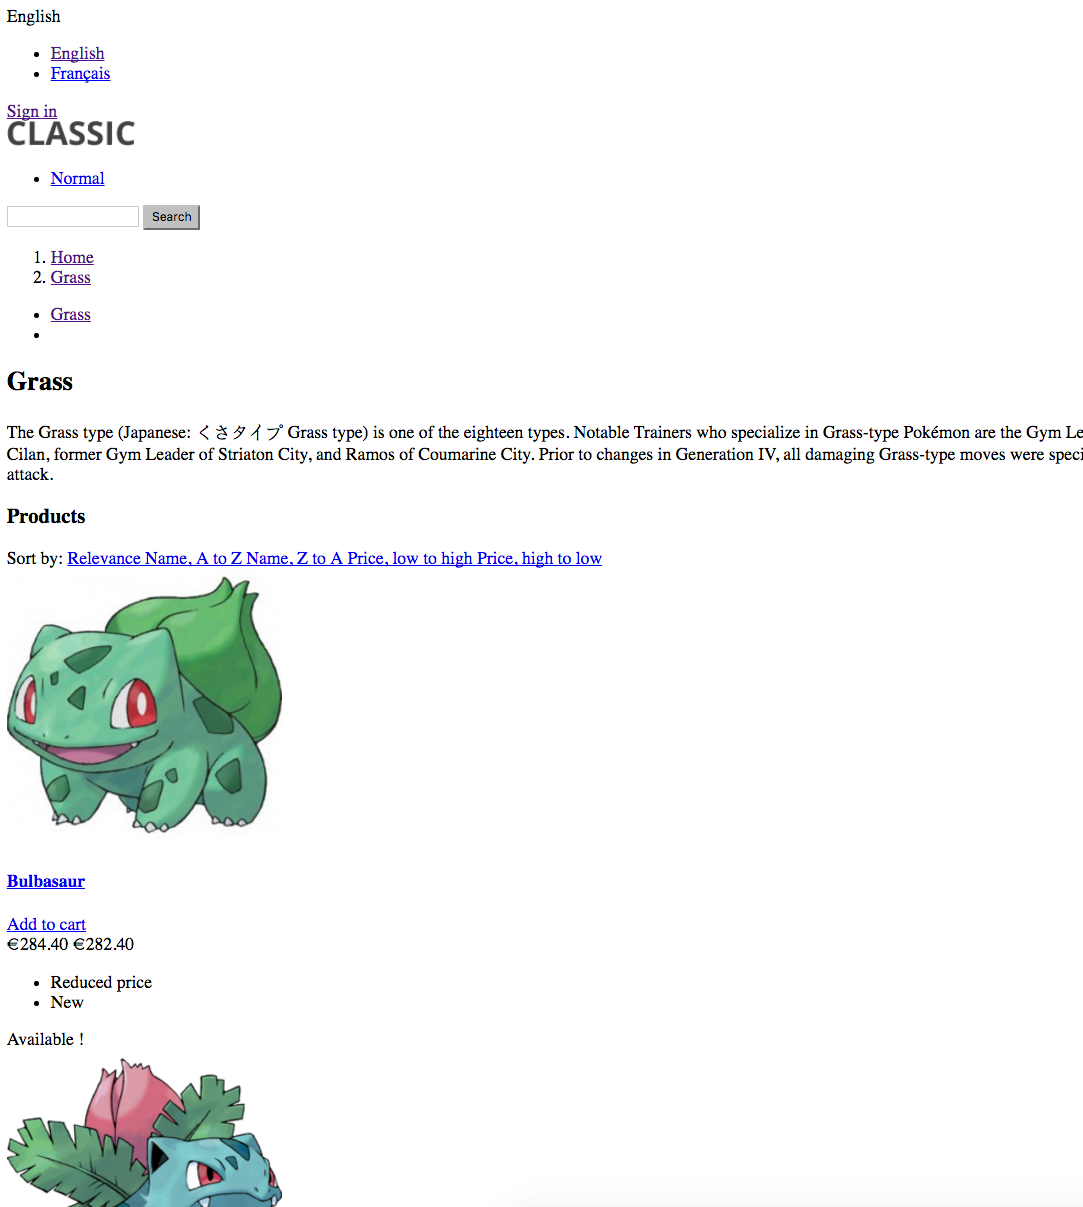 English
English
Français
Sign in
CLASSIC
Normal
Search
1. Home
2. Grass
Grass
Grass
The Grass type (Japanese: くさタイプ Grass type) is one of the eighteen types. Notable Trainers who specialize in Grass-type Pokémon are the Gym Le
Cilan, former Gym Leader of Striaton City, and Ramos of Coumarine City. Prior to changes in Generation IV, all damaging Grass-type moves were speci
attack.
Products
Sort by: Relevance Name, A to Z Name, Z to A Price, low to high Price, high to low
Bulbasaur
Add to cart
€284.40 €282.40
Reduced price
New
Available !